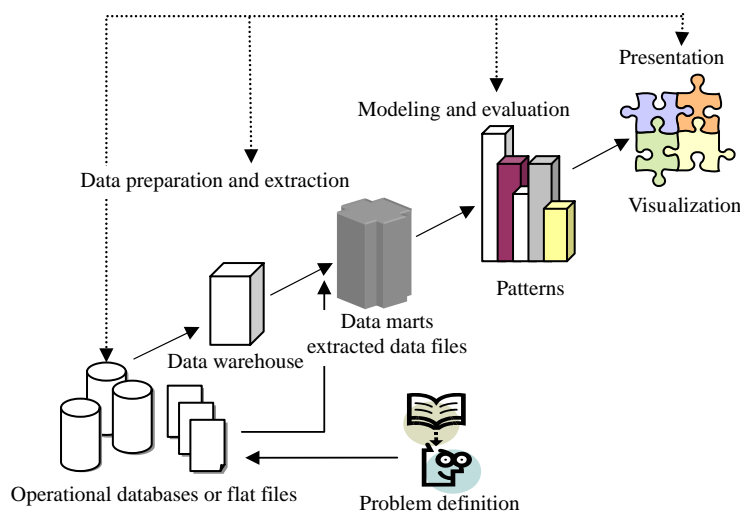 Presentation
Modeling and evaluation
Data preparation and extraction
Visualization
Patterns
Data marts
extracted data files
Data warehouse
Operational databases or flat files
Problem definition